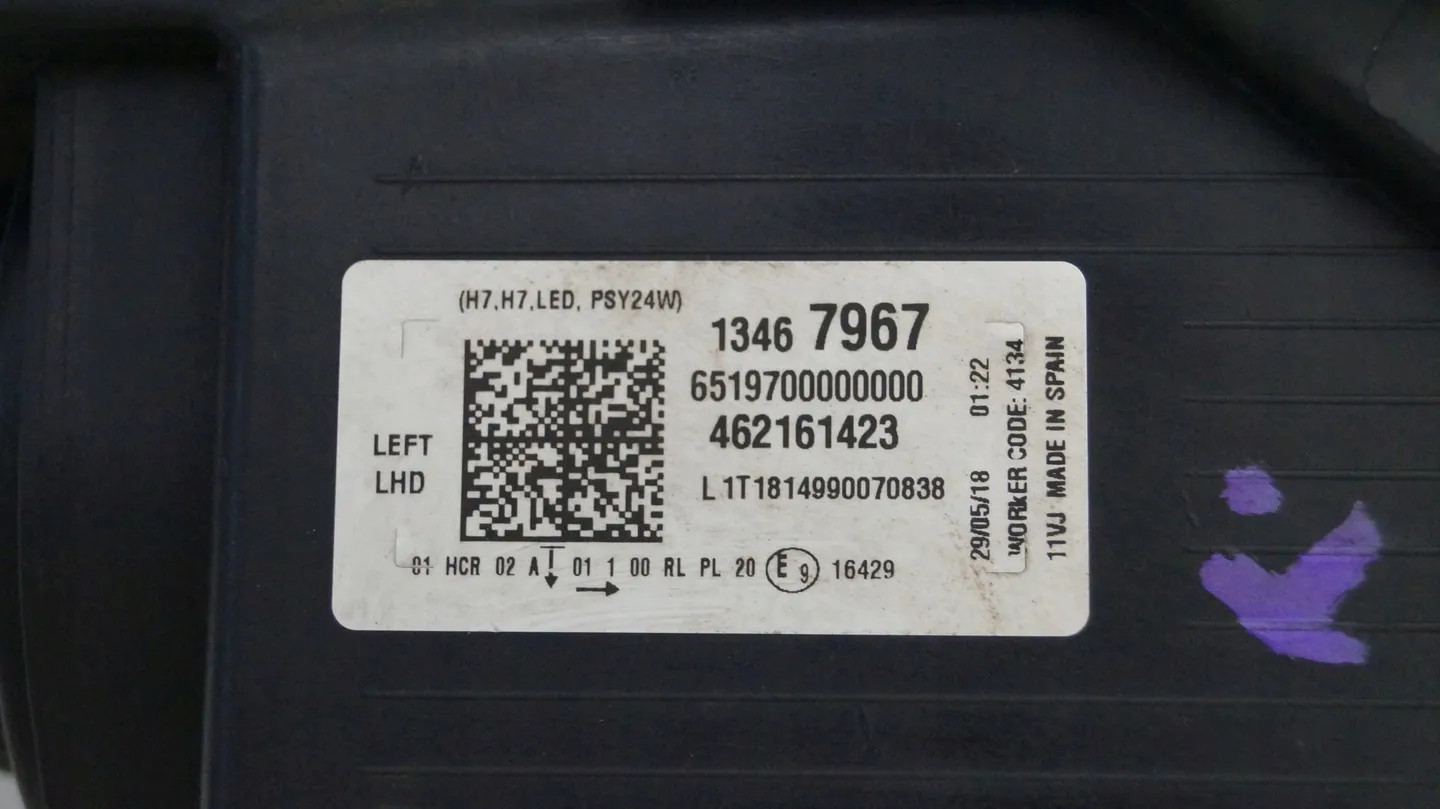 (H7,H7,LED, PSY24W)
1346 7967
6519700000000
462161423
L1T1814990070838
LEFT
LHD
01 HCR 02 A 01 1 00 RL PL 20 E9 16429
29/05/18 01:22
WORKER CODE: 4134
11VJ MADE IN SPAIN